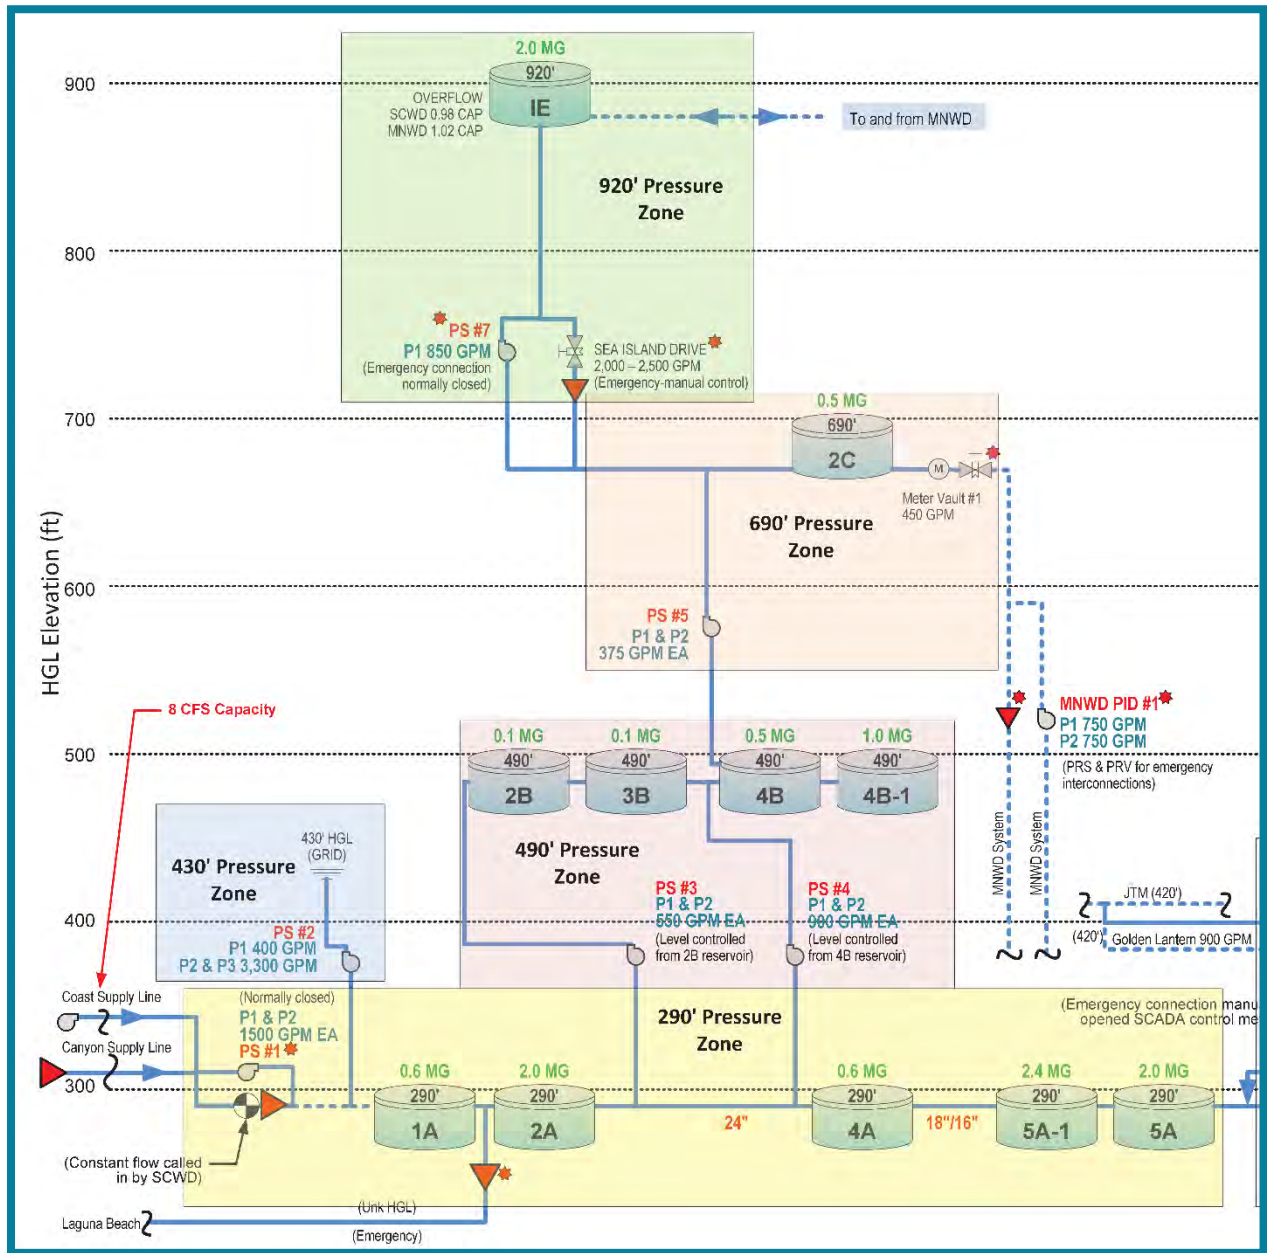 2.0 MG
920'
IE
OVERFLOW
SCWD 0.98 CAP
MNWD 1.02 CAP
To and from MNWD
920' Pressure
Zone
900
800
700
600
500
400
300
HGL Elevation (ft)
PS #7
P1 850 GPM
(Emergency connection
normally closed)
SEA ISLAND DRIVE
2,000 – 2,500 GPM
(Emergency-manual control)
0.5 MG
690'
2C
M
Meter Vault #1
450 GPM
690' Pressure
Zone
PS #5
P1 & P2
375 GPM EA
8 CFS Capacity
MNWD PID #1
P1 750 GPM
P2 750 GPM
(PRS & PRV for emergency
interconnections)
MNWD System
MNWD System
0.1 MG
490'
2B
0.1 MG
490'
3B
0.5 MG
490'
4B
1.0 MG
490'
4B-1
490' Pressure
Zone
430' HGL
(GRID)
430' Pressure
Zone
PS #2
P1 400 GPM
P2 & P3 3,300 GPM
PS #3
P1 & P2
550 GPM EA
(Level controlled
from 2B reservoir)
PS #4
P1 & P2
900 GPM EA
(Level controlled
from 4B reservoir)
JTM (420')
(420')
Golden Lantern 900 GPM
Coast Supply Line
Canyon Supply Line
(Normally closed)
P1 & P2
1500 GPM EA
PS #1
290' Pressure
Zone
(Emergency connection manu
opened SCADA control me
0.6 MG
290'
1A
2.0 MG
290'
2A
24"
0.6 MG
290'
4A
18"/16"
2.4 MG
290'
5A-1
2.0 MG
290'
5A
(Constant flow called
in by SCWD)
Laguna Beach
(Unk HGL)
(Emergency)